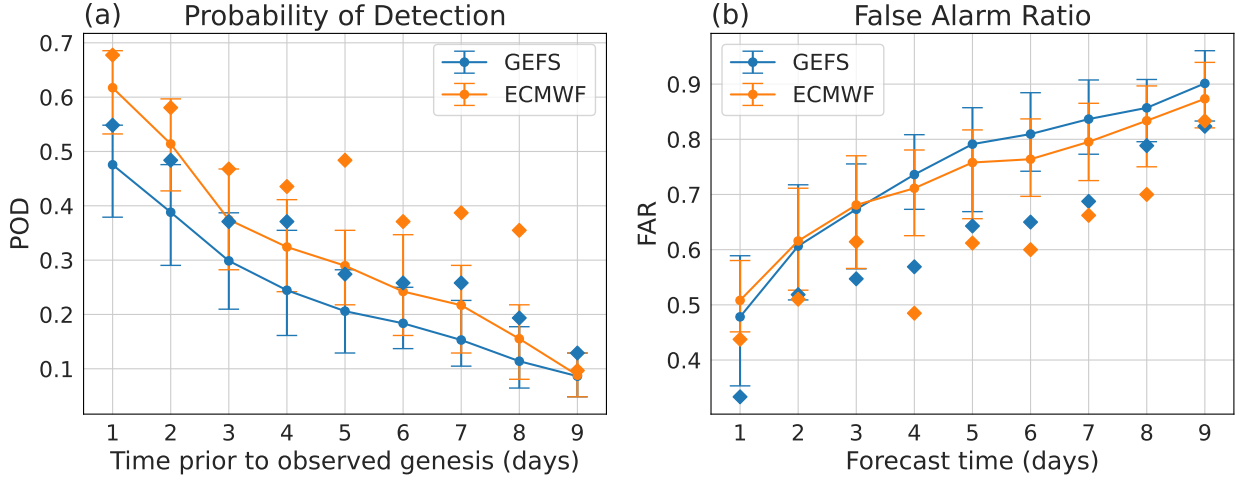 (a) Probability of Detection
0.7
0.6
0.5
0.4
0.3
0.2
0.1
POD
GEFS
ECMWF
1 2 3 4 5 6 7 8 9
Time prior to observed genesis (days)
(b) False Alarm Ratio
0.9
0.8
0.7
0.6
0.5
0.4
FAR
GEFS
ECMWF
1 2 3 4 5 6 7 8 9
Forecast time (days)